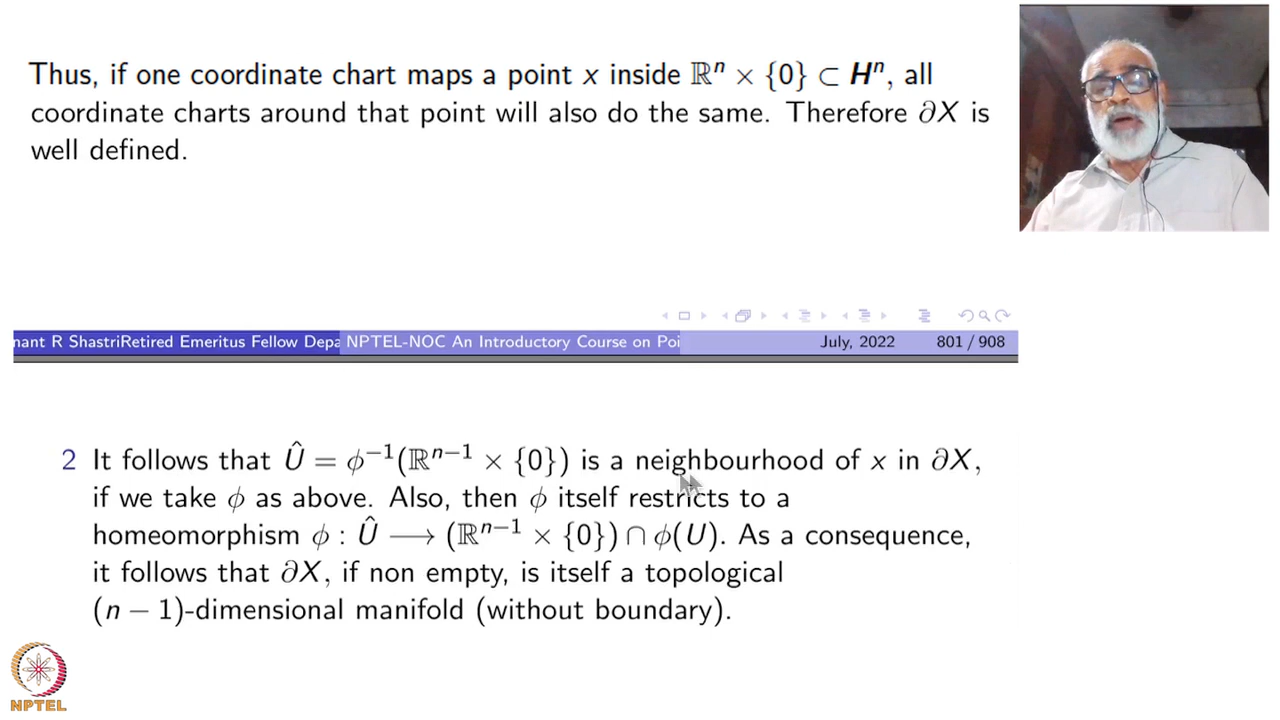 Thus, if one coordinate chart maps a point x inside ℝⁿ × {0} ⊂ 𝑯ⁿ, all
coordinate charts around that point will also do the same. Therefore ∂X is
well defined.
nant R ShastriRetired Emeritus Fellow Depa NPTEL-NOC An Introductory Course on Poi July, 2022 801 / 908
2 It follows that Û = ϕ⁻¹(ℝⁿ⁻¹ × {0}) is a neighbourhood of x in ∂X,
if we take ϕ as above. Also, then ϕ itself restricts to a
homeomorphism ϕ : Û ⟶ (ℝⁿ⁻¹ × {0}) ∩ ϕ(U). As a consequence,
it follows that ∂X, if non empty, is itself a topological
(n − 1)-dimensional manifold (without boundary).
NPTEL